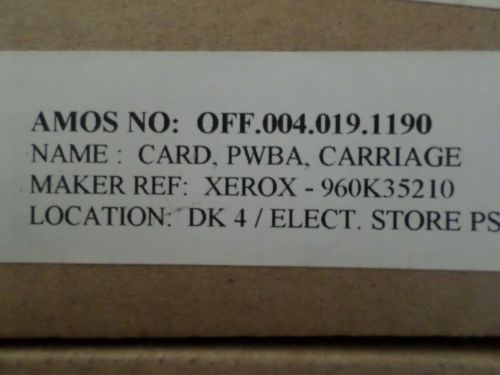 AMOS NO: OFF.004.019.1190
NAME : CARD, PWBA, CARRIAGE
MAKER REF: XEROX - 960K35210
LOCATION: DK 4 / ELECT. STORE PS